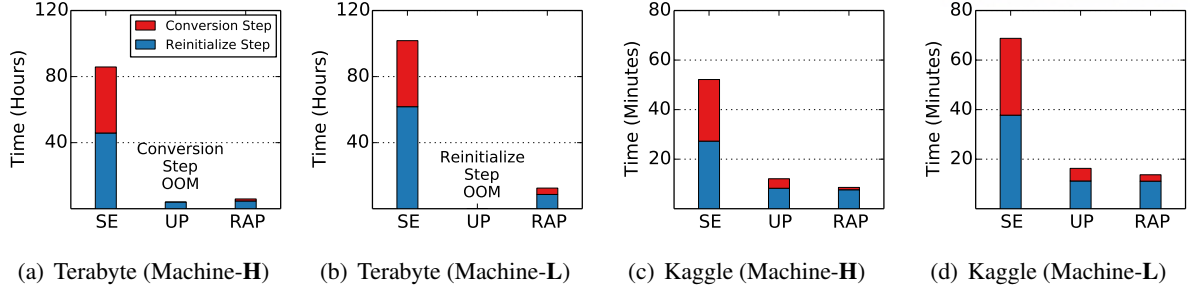 120
80
40
Time (Hours)
Conversion Step
Reinitialize Step
Conversion
Step
OOM
SE UP RAP
(a) Terabyte (Machine-H)
120
80
40
Time (Hours)
Reinitialize
Step
OOM
SE UP RAP
(b) Terabyte (Machine-L)
80
60
40
20
Time (Minutes)
SE UP RAP
(c) Kaggle (Machine-H)
80
60
40
20
Time (Minutes)
SE UP RAP
(d) Kaggle (Machine-L)